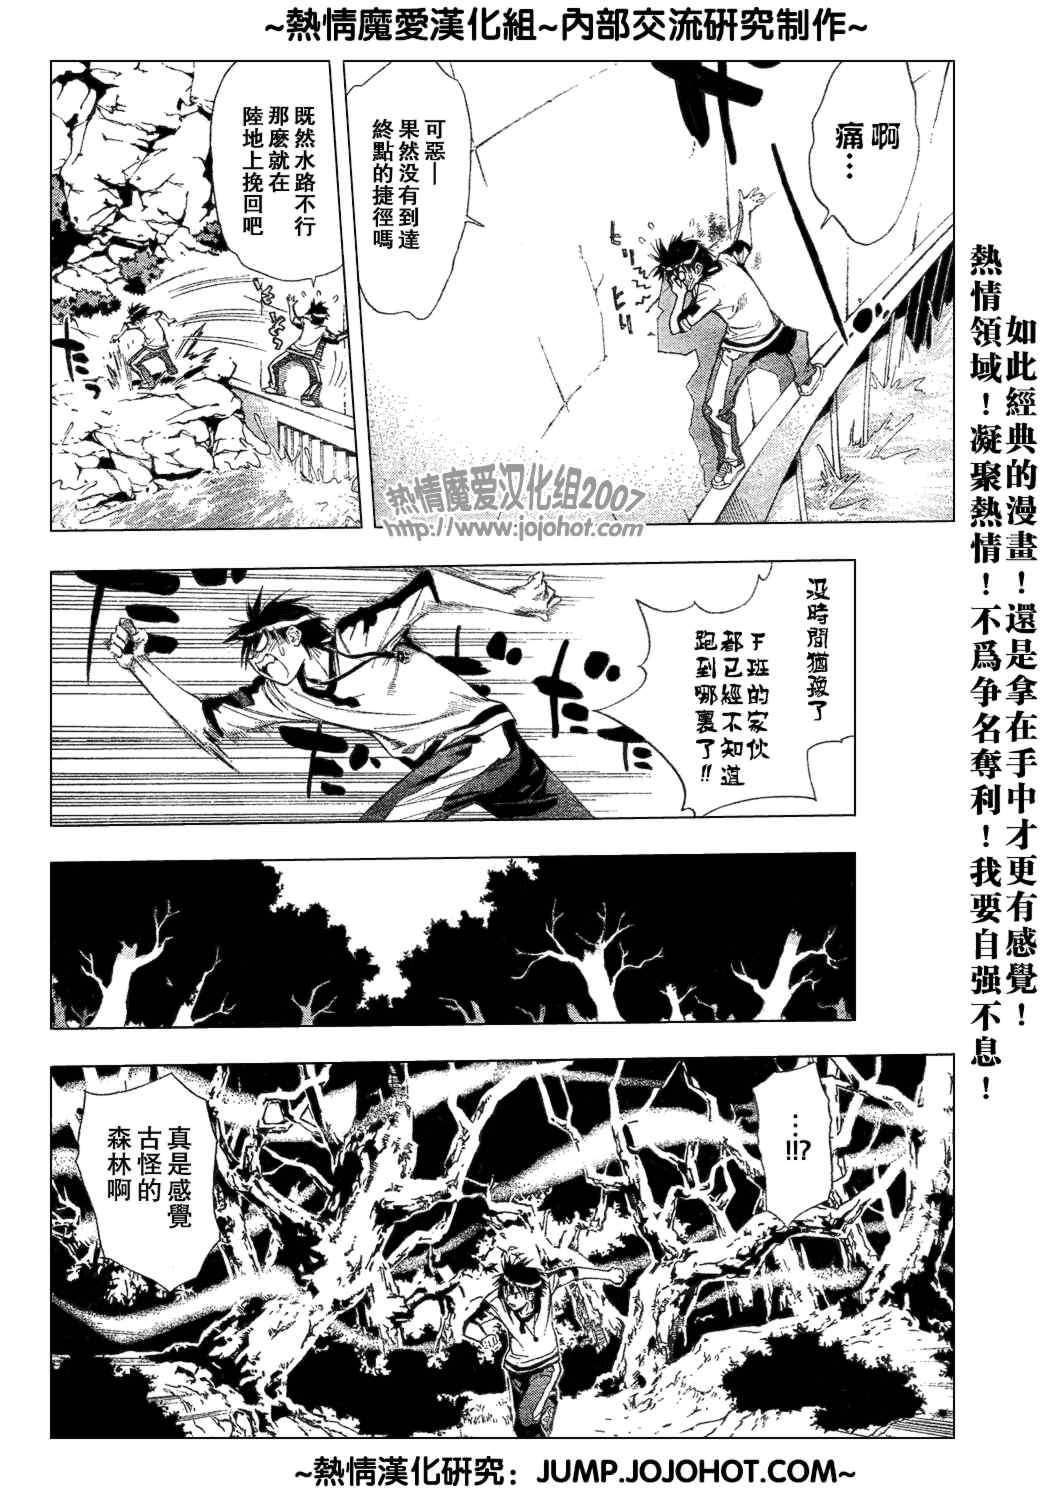 ~熱情魔愛漢化組~內部交流研究制作~
啊
痛…
可惡—
果然没有到達
終點的捷徑嗎
既然水路不行
那麽就在
陸地上挽回吧
热情魔爱汉化组2007
http://www.jojohot.com
没時間猶豫了
F班的家伙
都已經不知道
跑到哪裏了!!
…!!?
真是感覺
古怪的
森林啊
如此經典的漫畫！還是拿在手中才更有感覺！
熱情領域！凝聚熱情！不爲争名奪利！我要自强不息！
~熱情漢化研究：JUMP.JOJOHOT.COM~